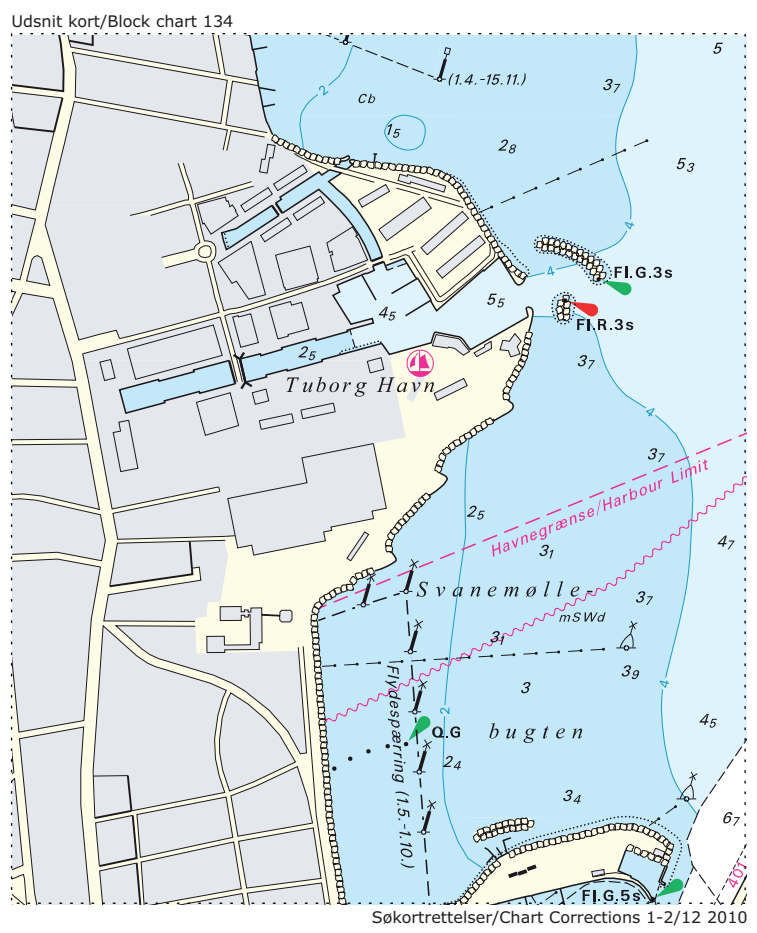 Udsnit kort/Block chart 134
5
2
(1.4.-15.11.)
3₇
Cb
1₅
2₈
5₃
4
4
Fl.G.3s
5₅
4₅
Fl.R.3s
2₅
3₇
Tuborg Havn
4
3₇
Havnegrænse/Harbour Limit
2₅
3₁
4₇
Svanemølle-
3₇
mSWd
3₁
3₉
3
4
2
4₅
Q.G
bugten
Flydespærring (1.5.-1.10.)
2₄
3₄
6₇
401
Fl.G.5s
Søkortrettelser/Chart Corrections 1-2/12 2010